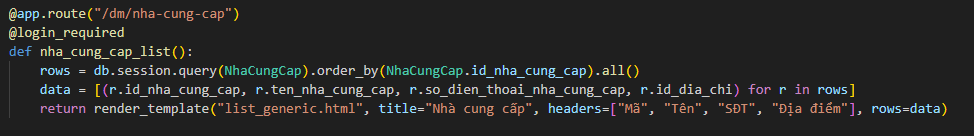 @app.route("/dm/nha-cung-cap")
@login_required
def nha_cung_cap_list():
    rows = db.session.query(NhaCungCap).order_by(NhaCungCap.id_nha_cung_cap).all()
    data = [(r.id_nha_cung_cap, r.ten_nha_cung_cap, r.so_dien_thoai_nha_cung_cap, r.id_dia_chi) for r in rows]
    return render_template("list_generic.html", title="Nhà cung cấp", headers=["Mã", "Tên", "SĐT", "Địa điểm"], rows=data)